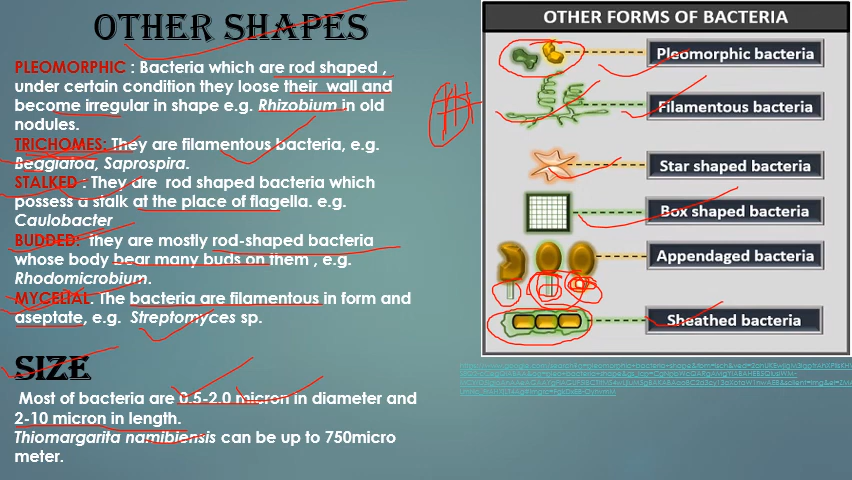 OTHER SHAPES
PLEOMORPHIC : Bacteria which are rod shaped ,
under certain condition they loose their wall and
become irregular in shape e.g. Rhizobium in old
nodules.
TRICHOMES: They are filamentous bacteria, e.g.
Beggiatoa, Saprospira.
STALKED : They are rod shaped bacteria which
possess a stalk at the place of flagella. e.g.
Caulobacter
BUDDED: they are mostly rod-shaped bacteria
whose body bear many buds on them , e.g.
Rhodomicrobium.
MYCELIAL. The bacteria are filamentous in form and
aseptate, e.g. Streptomyces sp.
SIZE
Most of bacteria are 0.5-2.0 micron in diameter and
2-10 micron in length.
Thiomargarita namibiensis can be up to 750micro
meter.
OTHER FORMS OF BACTERIA
Pleomorphic bacteria
Filamentous bacteria
Star shaped bacteria
Box shaped bacteria
Appendaged bacteria
Sheathed bacteria